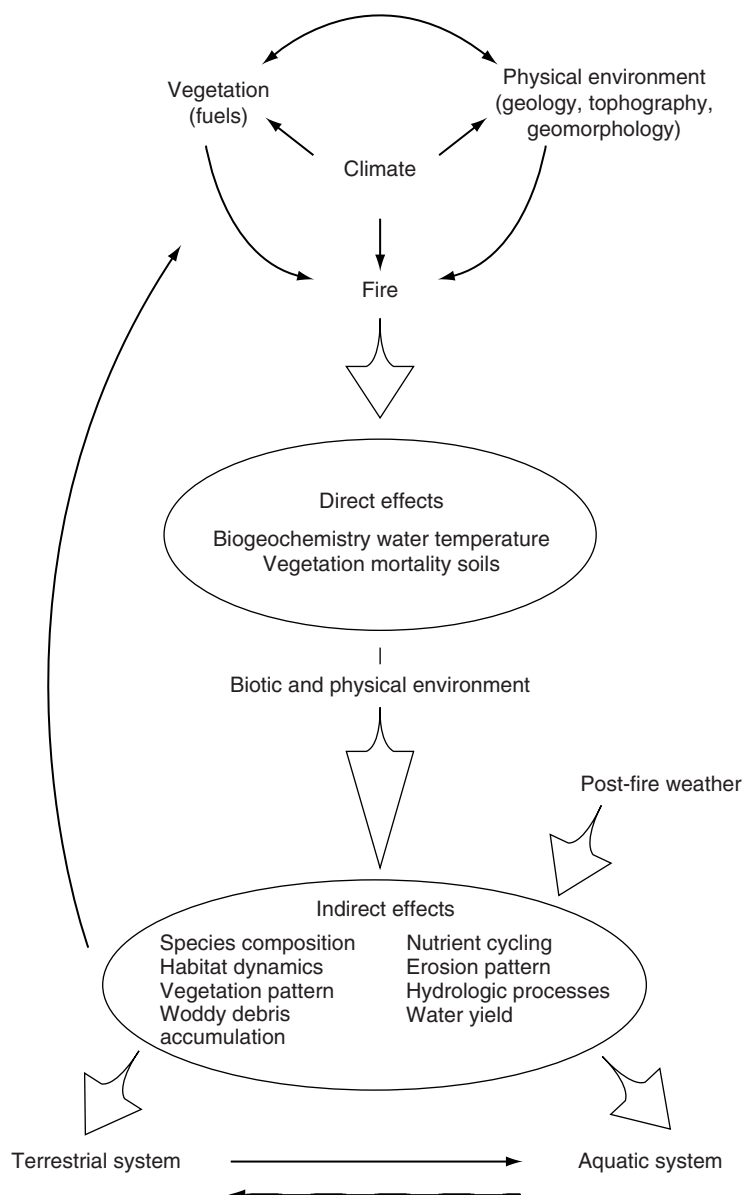 Vegetation
(fuels)
Physical environment
(geology, tophography,
geomorphology)
Climate
Fire
Direct effects
Biogeochemistry water temperature
Vegetation mortality soils
Biotic and physical environment
Post-fire weather
Indirect effects
Species composition
Habitat dynamics
Vegetation pattern
Woddy debris
accumulation
Nutrient cycling
Erosion pattern
Hydrologic processes
Water yield
Terrestrial system
Aquatic system